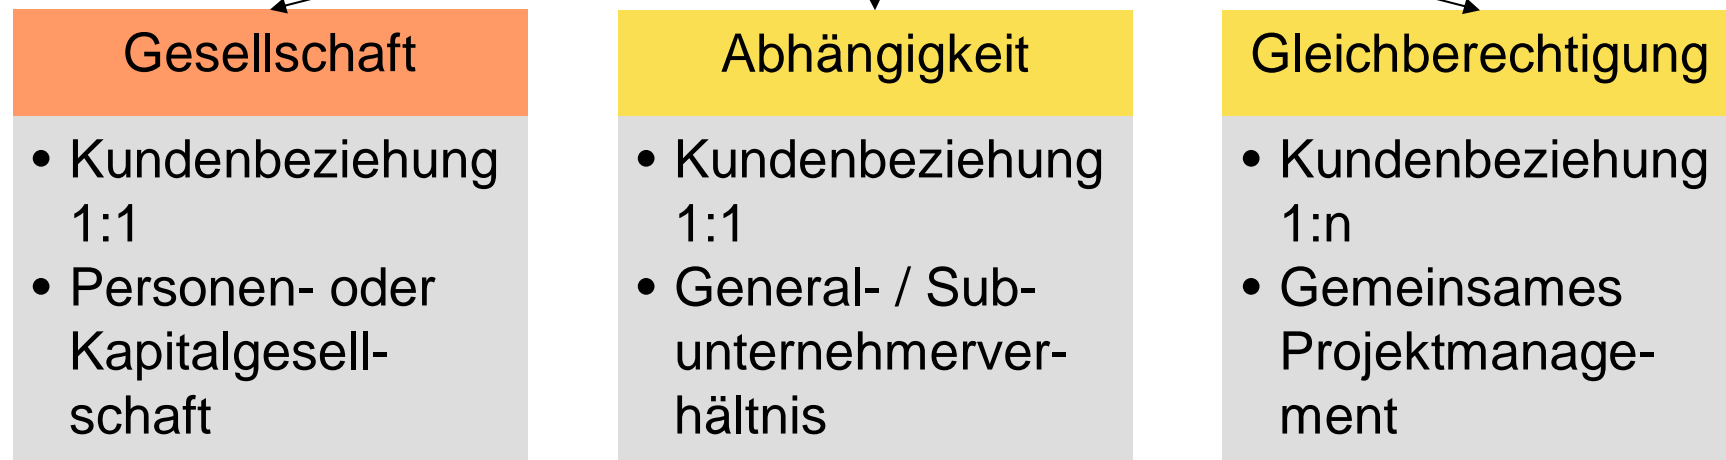 Gesellschaft
• Kundenbeziehung
1:1
• Personen- oder
Kapitalgesell-
schaft
Abhängigkeit
• Kundenbeziehung
1:1
• General- / Sub-
unternehmerver-
hältnis
Gleichberechtigung
• Kundenbeziehung
1:n
• Gemeinsames
Projektmanage-
ment